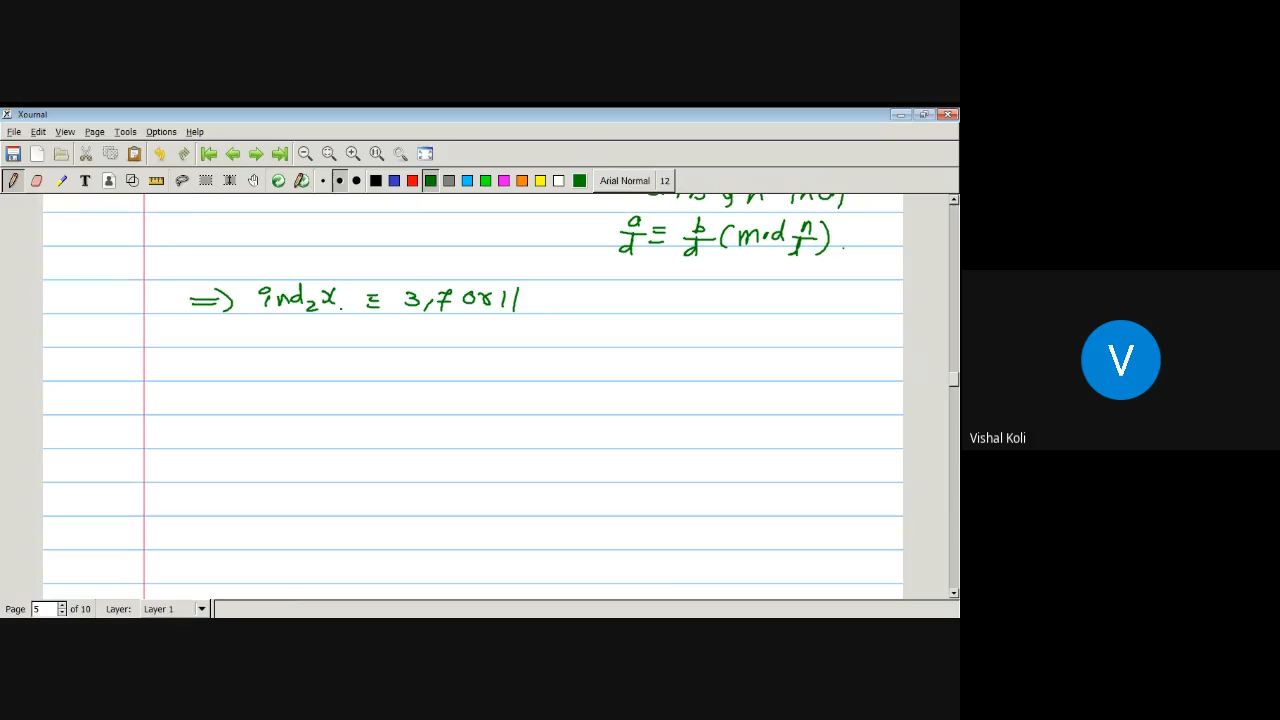 Xournal
File Edit View Page Tools Options Help
T Arial Normal 12
a/d ≡ b/d (mod n/d).
⟹ ind₂x. ≡ 3,7 or 11
V
Vishal Koli
Page 5 of 10 Layer: Layer 1